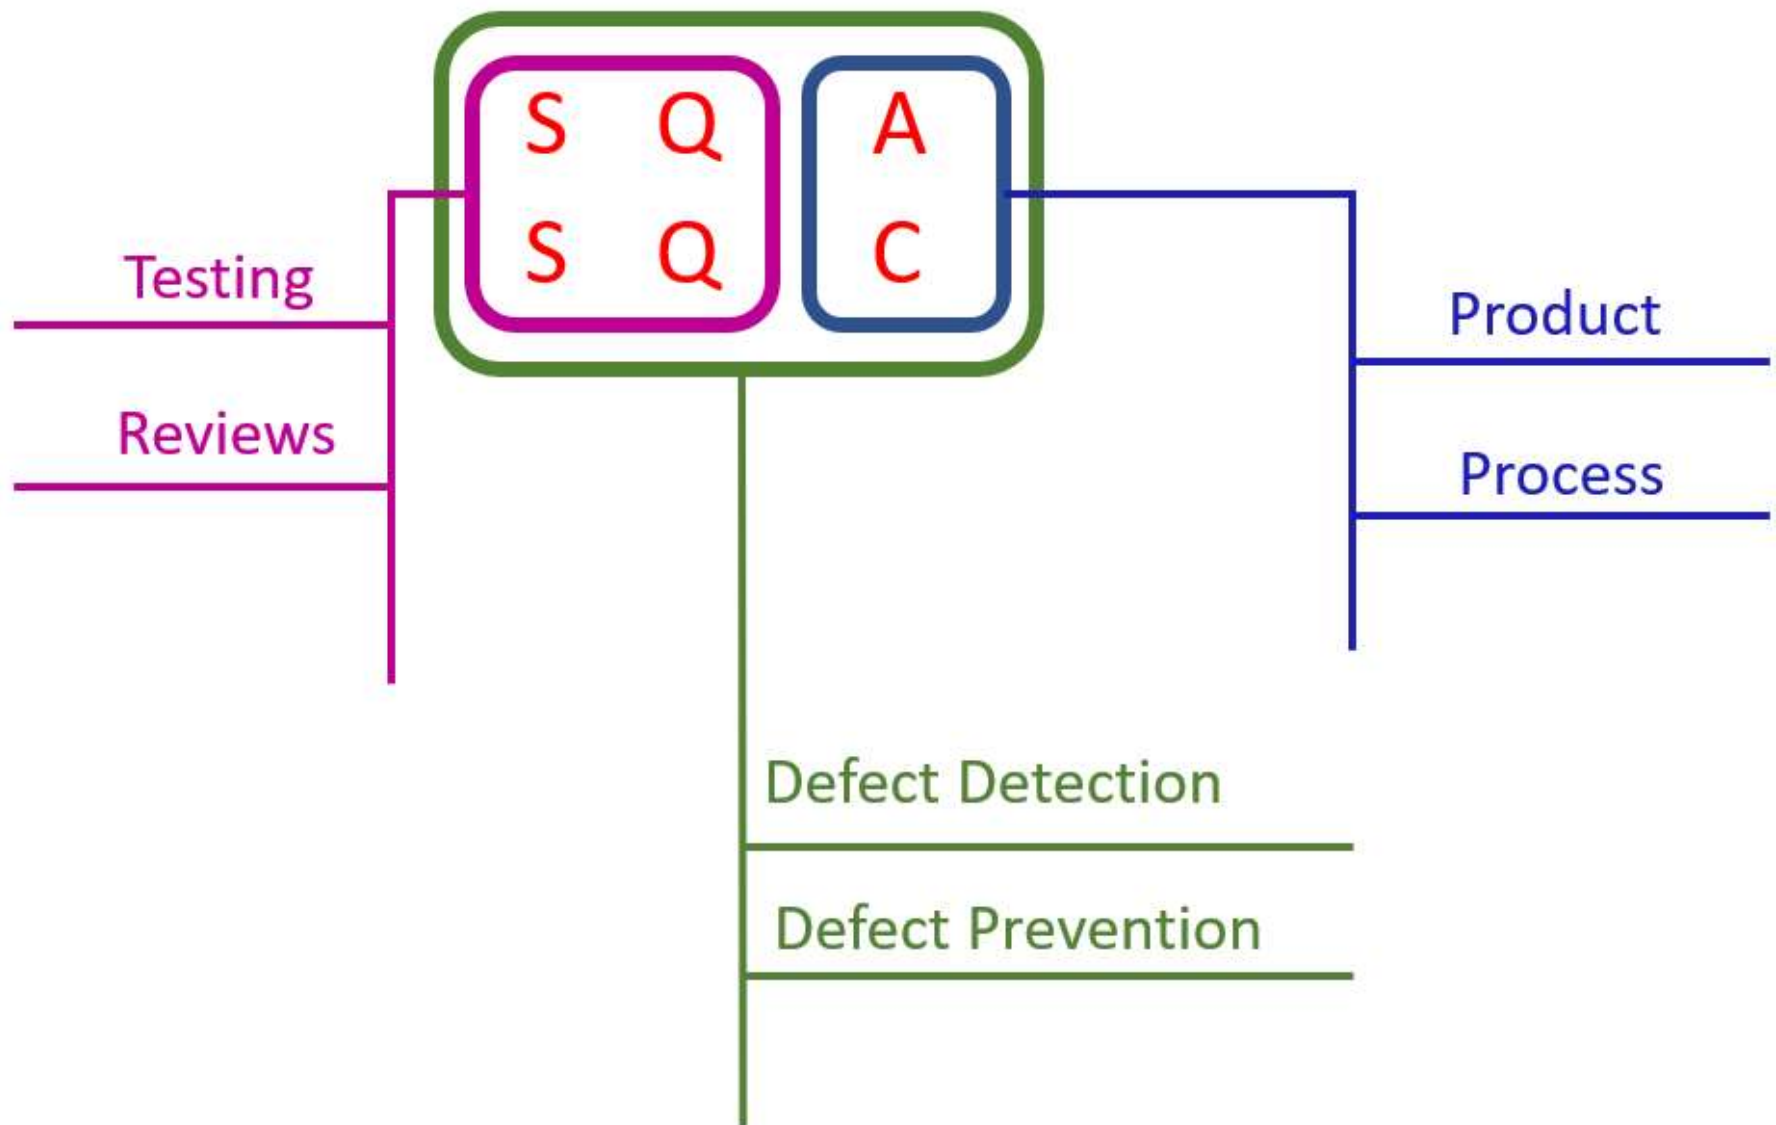 S Q A
S Q C
Testing
Reviews
Product
Process
Defect Detection
Defect Prevention